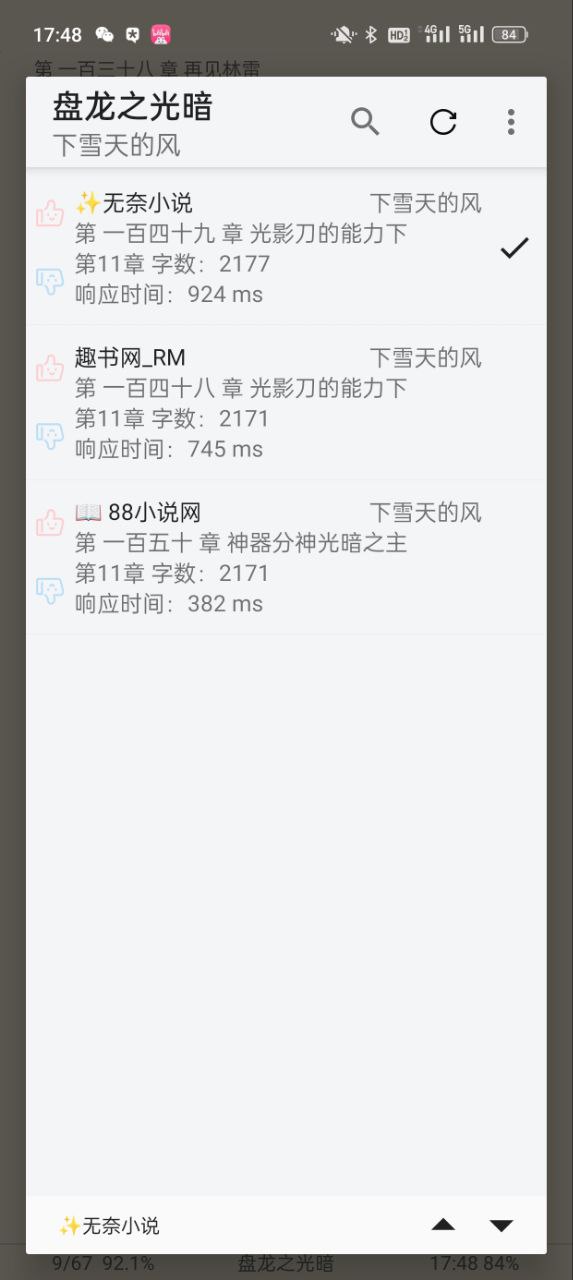 17:48 HD 4G 5G 84
第 一百三十八 章 再见林雷
盘龙之光暗
下雪天的风
✨无奈小说 下雪天的风
第 一百四十九 章 光影刀的能力下
第11章 字数：2177
响应时间：924 ms
趣书网_RM 下雪天的风
第 一百四十八 章 光影刀的能力下
第11章 字数：2171
响应时间：745 ms
📖 88小说网 下雪天的风
第 一百五十 章 神器分神光暗之主
第11章 字数：2171
响应时间：382 ms
✨无奈小说
9/67 92.1% 盘龙之光暗 17:48 84%